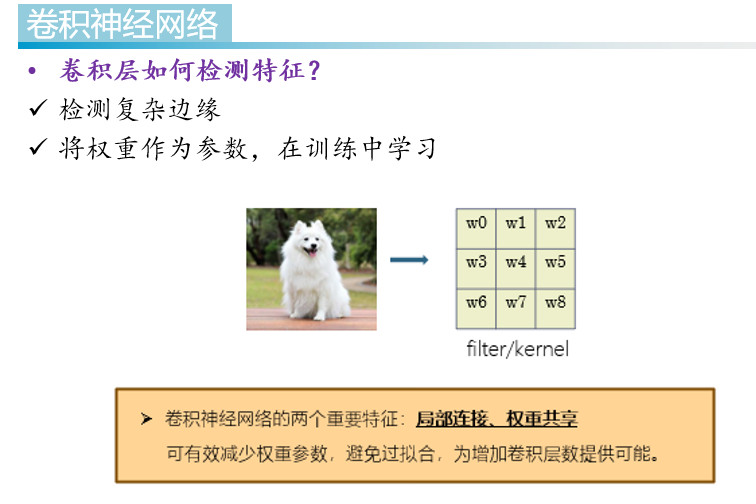 卷积神经网络
• 卷积层如何检测特征？
✓ 检测复杂边缘
✓ 将权重作为参数，在训练中学习
w0 w1 w2
w3 w4 w5
w6 w7 w8
filter/kernel
➢ 卷积神经网络的两个重要特征：局部连接、权重共享
可有效减少权重参数，避免过拟合，为增加卷积层数提供可能。